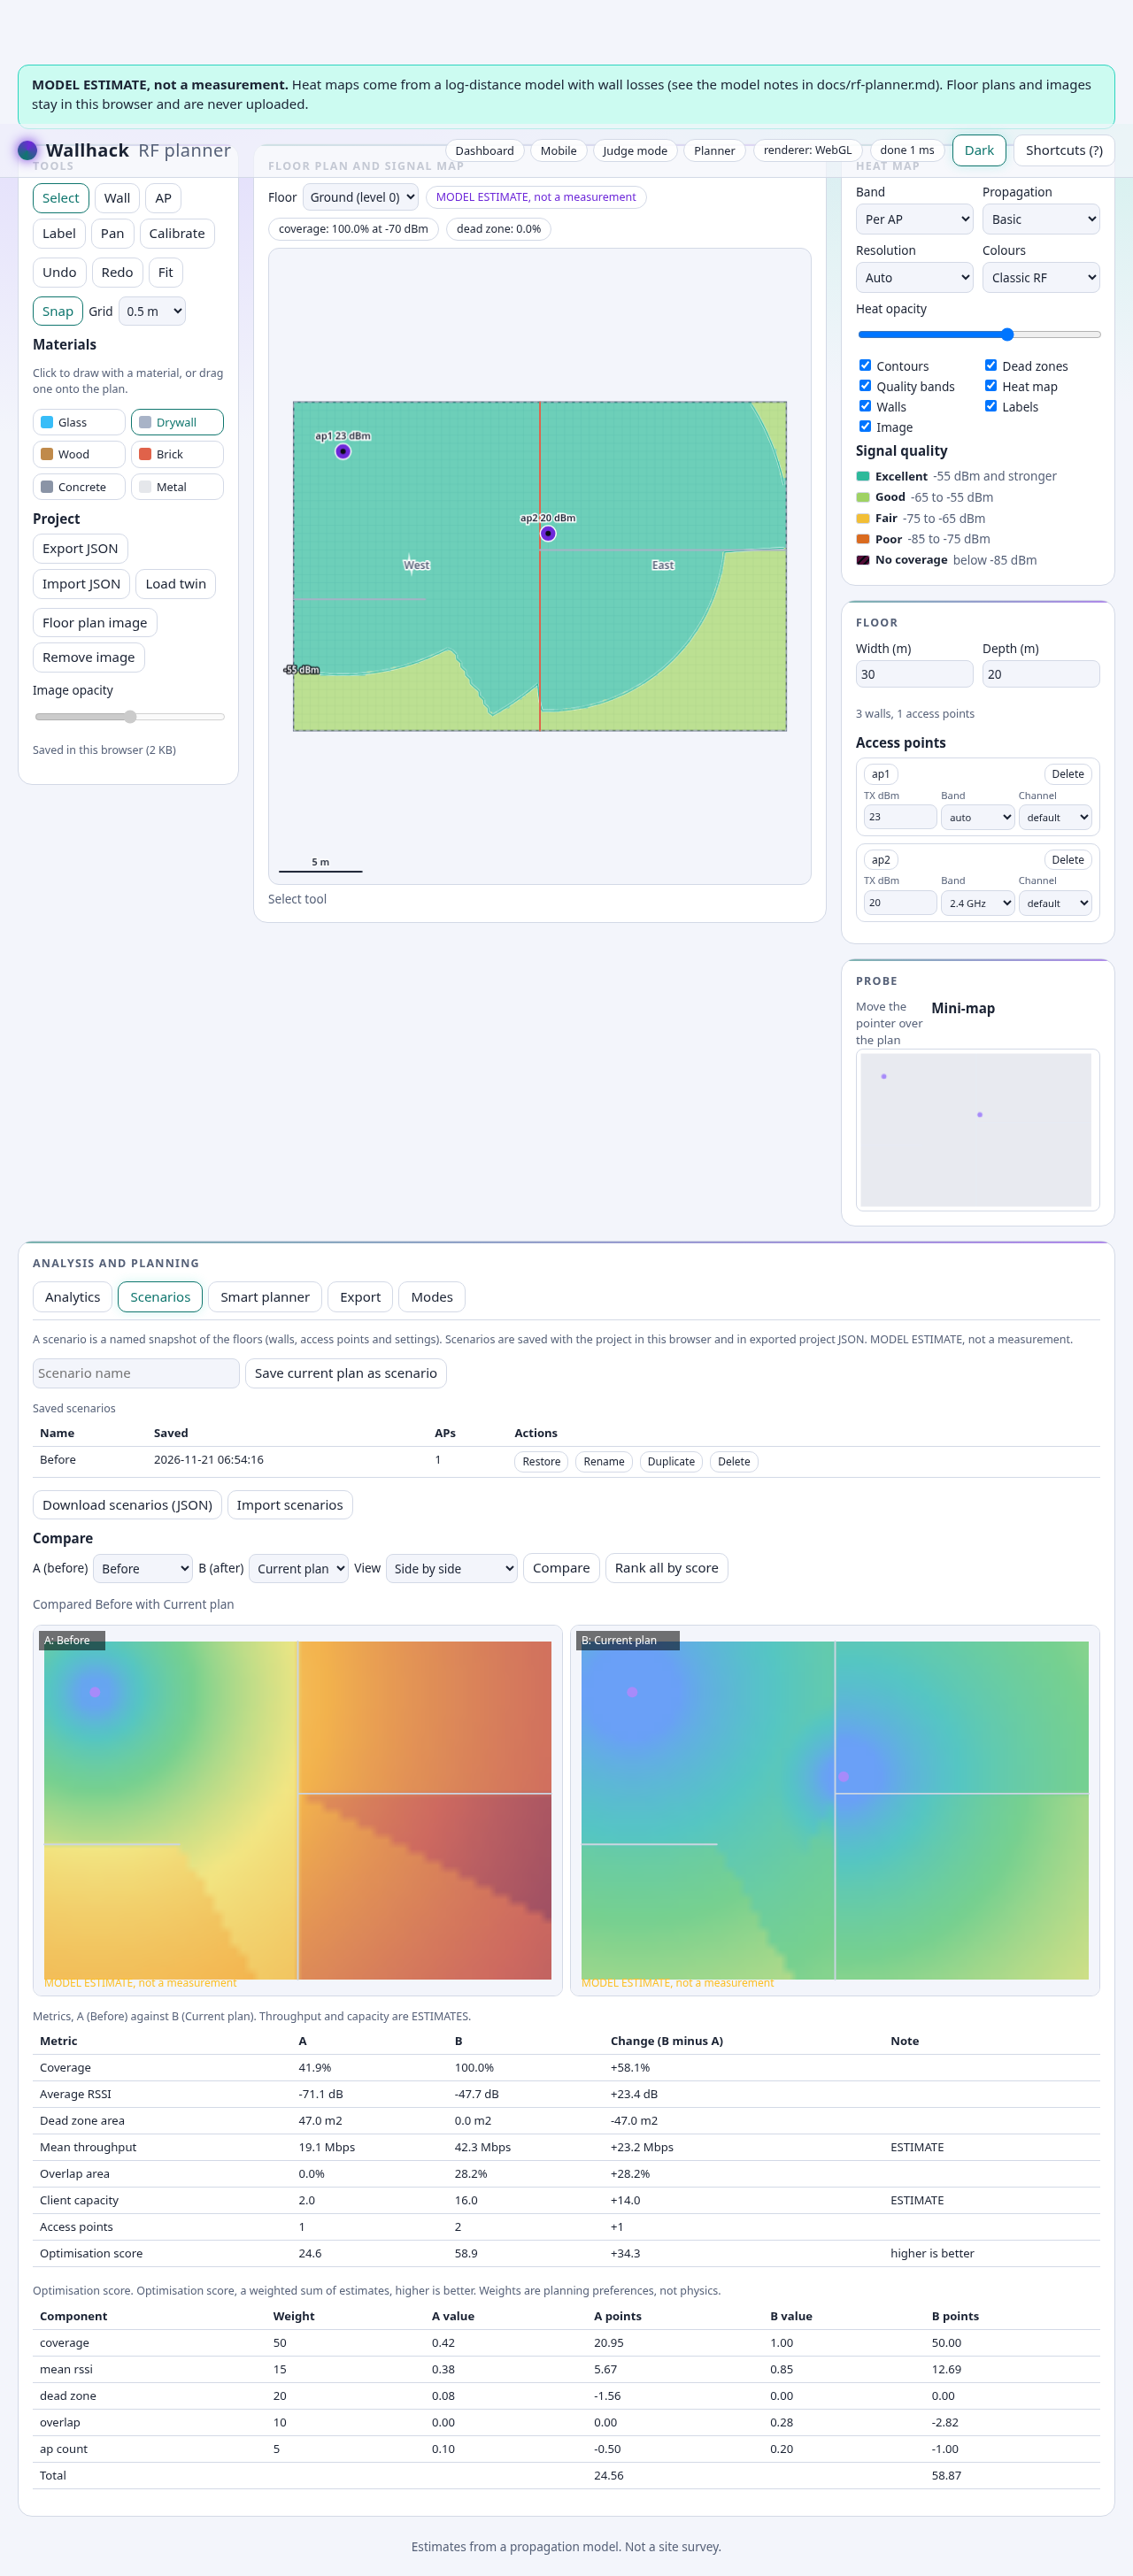 MODEL ESTIMATE, not a measurement. Heat maps come from a log-distance model with wall losses (see the model notes in docs/rf-planner.md). Floor plans and images
stay in this browser and are never uploaded.
Wallhack RF planner
Dashboard Mobile Judge mode Planner renderer: WebGL done 1 ms Dark Shortcuts (?)
TOOLS
Select Wall AP
Label Pan Calibrate
Undo Redo Fit
Snap Grid 0.5 m
Materials
Click to draw with a material, or drag
one onto the plan.
Glass Drywall
Wood Brick
Concrete Metal
Project
Export JSON
Import JSON Load twin
Floor plan image
Remove image
Image opacity
Saved in this browser (2 KB)
FLOOR PLAN AND SIGNAL MAP
Floor Ground (level 0) MODEL ESTIMATE, not a measurement
coverage: 100.0% at -70 dBm dead zone: 0.0%
ap1 23 dBm
ap2 20 dBm
West East
-55 dBm
5 m
Select tool
HEAT MAP
Band Propagation
Per AP Basic
Resolution Colours
Auto Classic RF
Heat opacity
Contours Dead zones
Quality bands Heat map
Walls Labels
Image
Signal quality
Excellent -55 dBm and stronger
Good -65 to -55 dBm
Fair -75 to -65 dBm
Poor -85 to -75 dBm
No coverage below -85 dBm
FLOOR
Width (m) Depth (m)
30 20
3 walls, 1 access points
Access points
ap1 Delete
TX dBm Band Channel
23 auto default
ap2 Delete
TX dBm Band Channel
20 2.4 GHz default
PROBE
Move the
pointer over
the plan
Mini-map
ANALYSIS AND PLANNING
Analytics Scenarios Smart planner Export Modes
A scenario is a named snapshot of the floors (walls, access points and settings). Scenarios are saved with the project in this browser and in exported project JSON. MODEL ESTIMATE, not a measurement.
Scenario name Save current plan as scenario
Saved scenarios
Name Saved APs Actions
Before 2026-11-21 06:54:16 1 Restore Rename Duplicate Delete
Download scenarios (JSON) Import scenarios
Compare
A (before) Before B (after) Current plan View Side by side Compare Rank all by score
Compared Before with Current plan
A: Before
MODEL ESTIMATE, not a measurement
B: Current plan
MODEL ESTIMATE, not a measurement
Metrics, A (Before) against B (Current plan). Throughput and capacity are ESTIMATES.
Metric A B Change (B minus A) Note
Coverage 41.9% 100.0% +58.1%
Average RSSI -71.1 dB -47.7 dB +23.4 dB
Dead zone area 47.0 m2 0.0 m2 -47.0 m2
Mean throughput 19.1 Mbps 42.3 Mbps +23.2 Mbps ESTIMATE
Overlap area 0.0% 28.2% +28.2%
Client capacity 2.0 16.0 +14.0 ESTIMATE
Access points 1 2 +1
Optimisation score 24.6 58.9 +34.3 higher is better
Optimisation score. Optimisation score, a weighted sum of estimates, higher is better. Weights are planning preferences, not physics.
Component Weight A value A points B value B points
coverage 50 0.42 20.95 1.00 50.00
mean rssi 15 0.38 5.67 0.85 12.69
dead zone 20 0.08 -1.56 0.00 0.00
overlap 10 0.00 0.00 0.28 -2.82
ap count 5 0.10 -0.50 0.20 -1.00
Total 24.56 58.87
Estimates from a propagation model. Not a site survey.